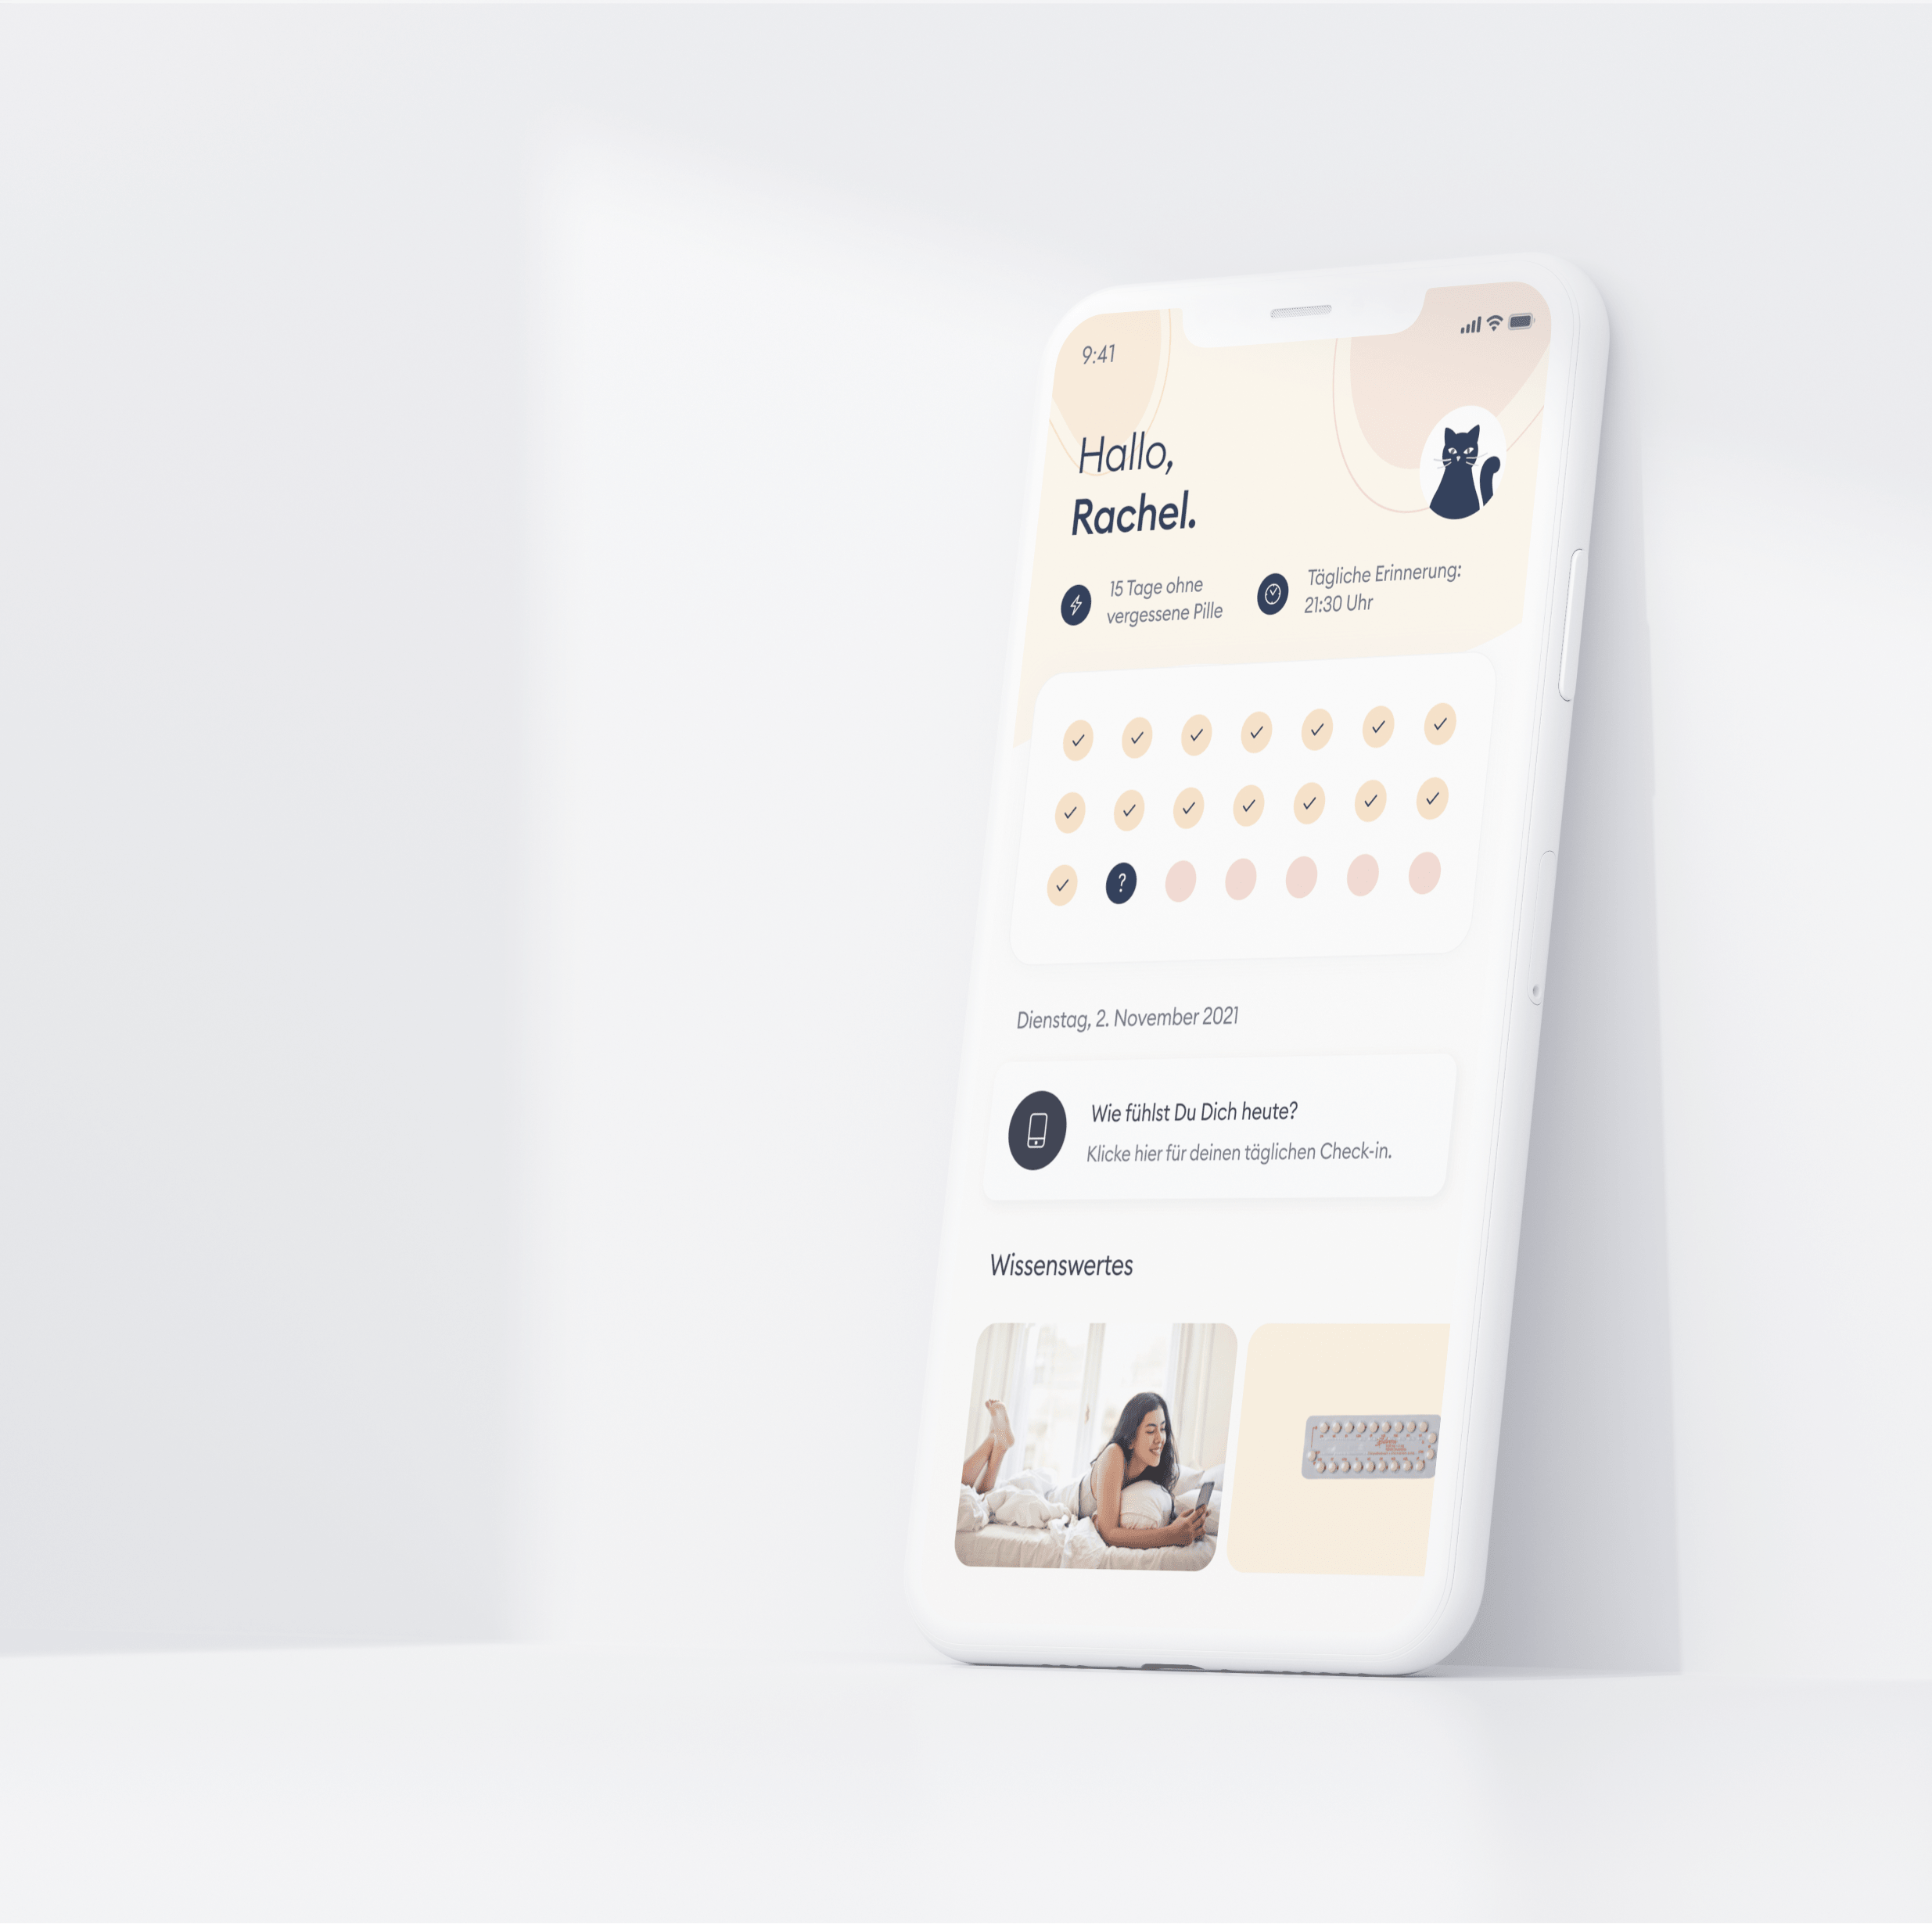 9:41
Hallo,
Rachel.
15 Tage ohne
vergessene Pille
Tägliche Erinnerung:
21:30 Uhr
?
Dienstag, 2. November 2021
Wie fühlst Du Dich heute?
Klicke hier für deinen täglichen Check-in.
Wissenswertes